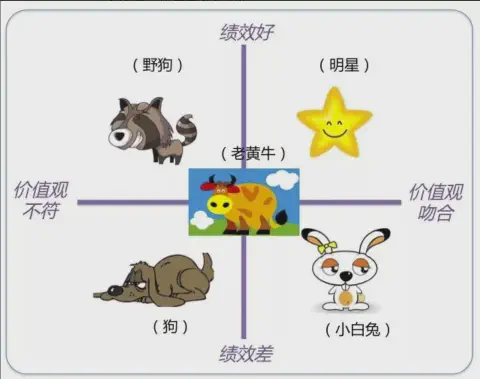 绩效好
（野狗）
（明星）
（老黄牛）
价值观
不符
价值观
吻合
（狗）
（小白兔）
绩效差